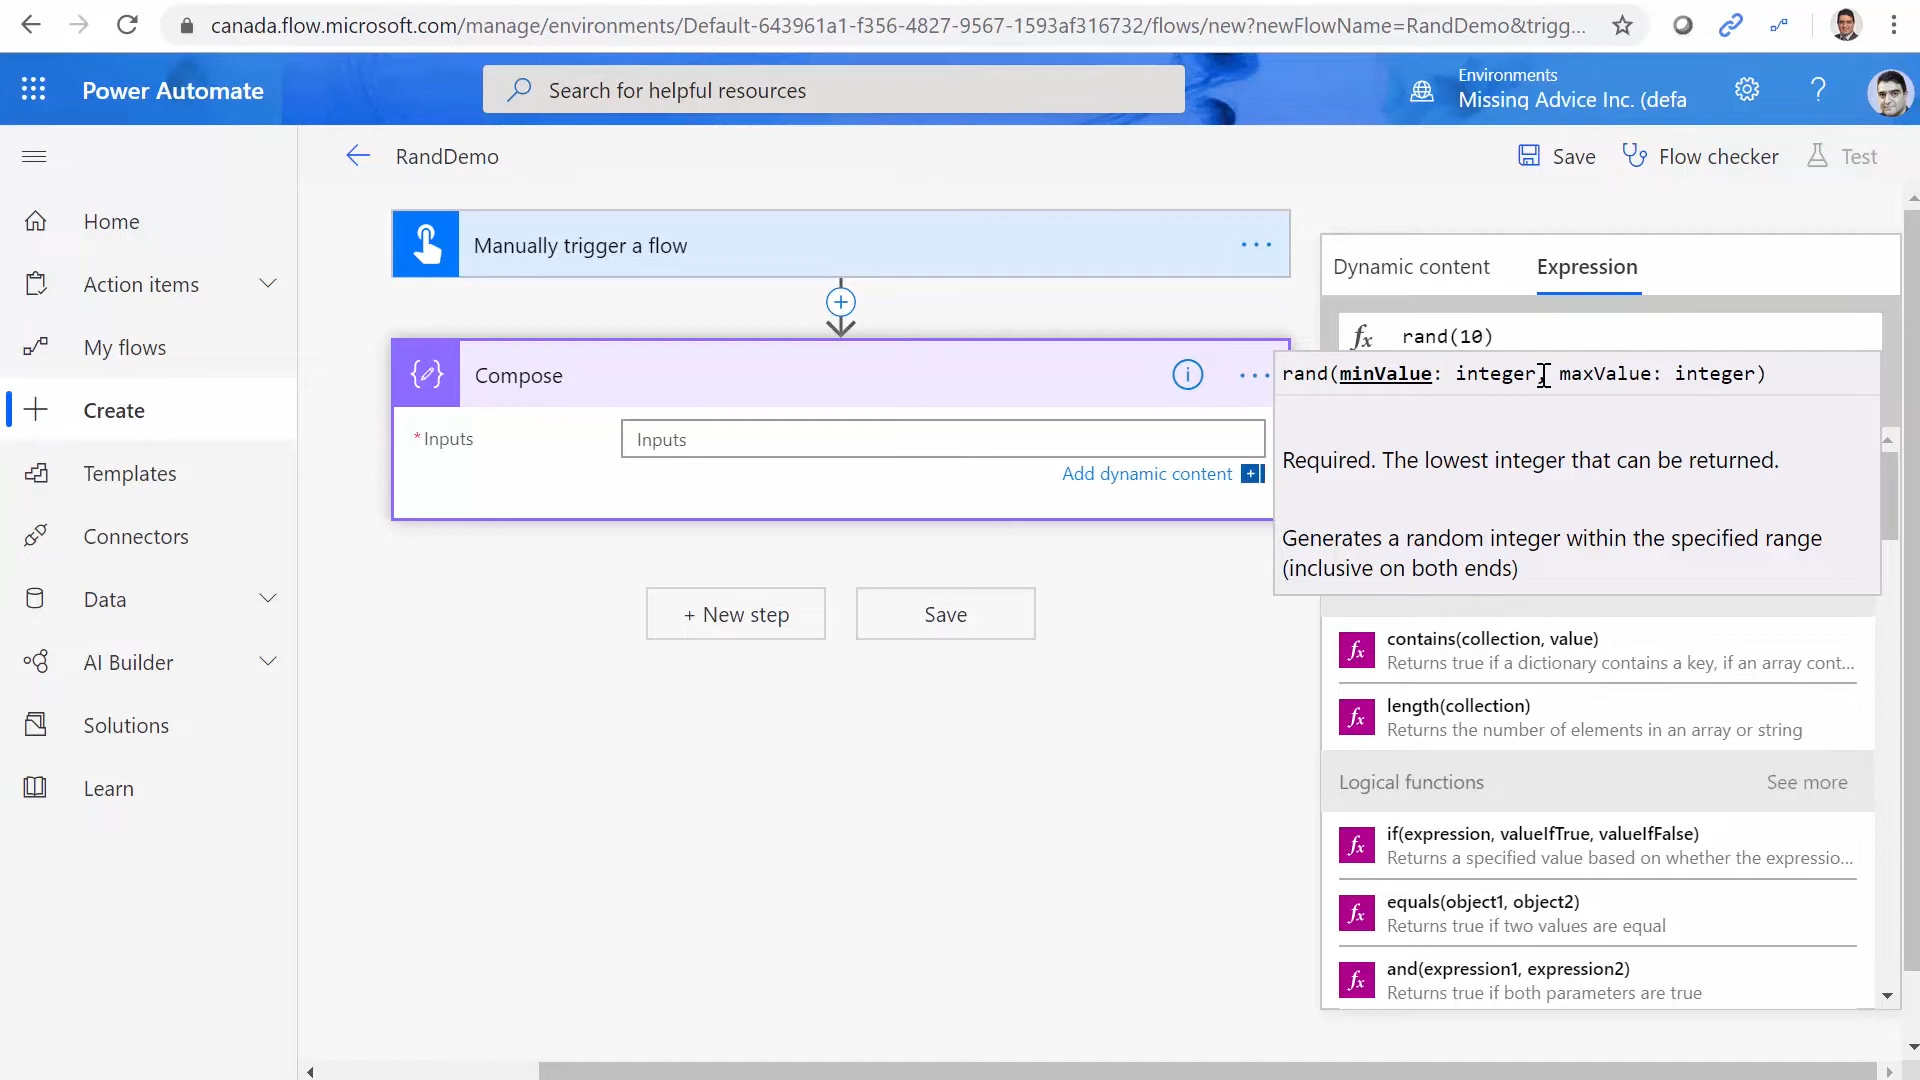 canada.flow.microsoft.com/manage/environments/Default-643961a1-f356-4827-9567-1593af316732/flows/new?newFlowName=RandDemo&trigg...
Power Automate
Search for helpful resources
Environments
Missing Advice Inc. (defa
RandDemo
Save
Flow checker
Test
Home
Action items
My flows
Create
Templates
Connectors
Data
AI Builder
Solutions
Learn
Manually trigger a flow
Compose
* Inputs
Inputs
Add dynamic content
+ New step
Save
Dynamic content
Expression
fx rand(10)
rand(minValue: integer, maxValue: integer)
Required. The lowest integer that can be returned.
Generates a random integer within the specified range
(inclusive on both ends)
fx contains(collection, value)
Returns true if a dictionary contains a key, if an array cont...
fx length(collection)
Returns the number of elements in an array or string
Logical functions See more
fx if(expression, valueIfTrue, valueIfFalse)
Returns a specified value based on whether the expressio...
fx equals(object1, object2)
Returns true if two values are equal
fx and(expression1, expression2)
Returns true if both parameters are true